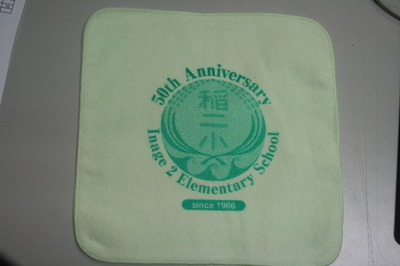 50th Anniversary
稲
二
小
Inage 2 Elementary School
since 1966